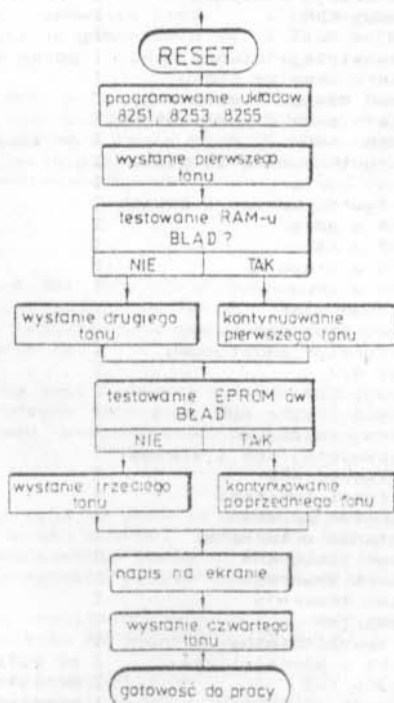 RESET
programowanie układów
8251, 8253, 8255
wysłanie pierwszego
tonu
testowanie RAM-u
BLAD ?
NIE TAK
wysłanie drugiego
tonu
kontynuowanie
pierwszego tonu
testowanie EPROM ów
BŁAD
NIE TAK
wysłanie trzeciego
tonu
kontynuowanie
poprzedniego tonu
napis na ekranie
wysłanie czwartego
tonu
gotowość do pracy